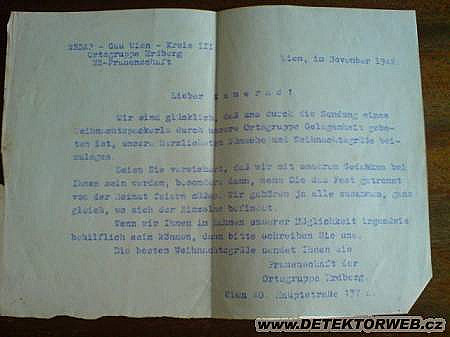 NSDAP - Gau Wien - Kreis III
Ortsgruppe Erdberg
NS-Frauenschaft
Wien, im November
Lieber Kamerad!
Wir sind glücklich, daß uns durch die Sendung eines
Weihnachtspackerls durch unsere Ortsgruppe Gelegenheit gebo-
ten ist, unsere herzlichsten Wünsche und Weihnachtsgrüße bei-
zulegen.
Seien Sie versichert, daß wir mit unseren Gedanken bei
Ihnen sein werden, besonders dann, wenn Sie das Fest getrennt
von der Heimat feiern müssen. Wir gehören ja alle zusammen, ganz
gleich, wo sich der Einzelne befindet.
Wenn wir Ihnen im Rahmen unserer Möglichkeit irgendwie
behilflich sein können, dann bitte schreiben Sie uns.
Die besten Weihnachtsgrüße sendet Ihnen die
Frauenschaft der
Ortsgruppe Erdberg
Wien 40. Hauptstraße 137
WWW.DETEKTORWEB.CZ